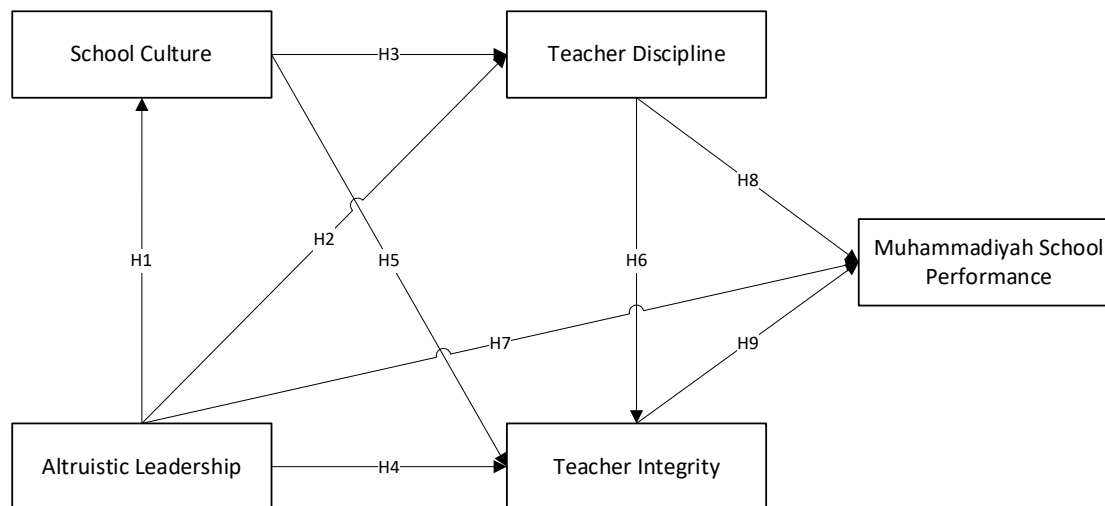 School Culture
H3
Teacher Discipline
H8
H2
H1
H5
H6
Muhammadiyah School
Performance
H7
H9
Altruistic Leadership
H4
Teacher Integrity